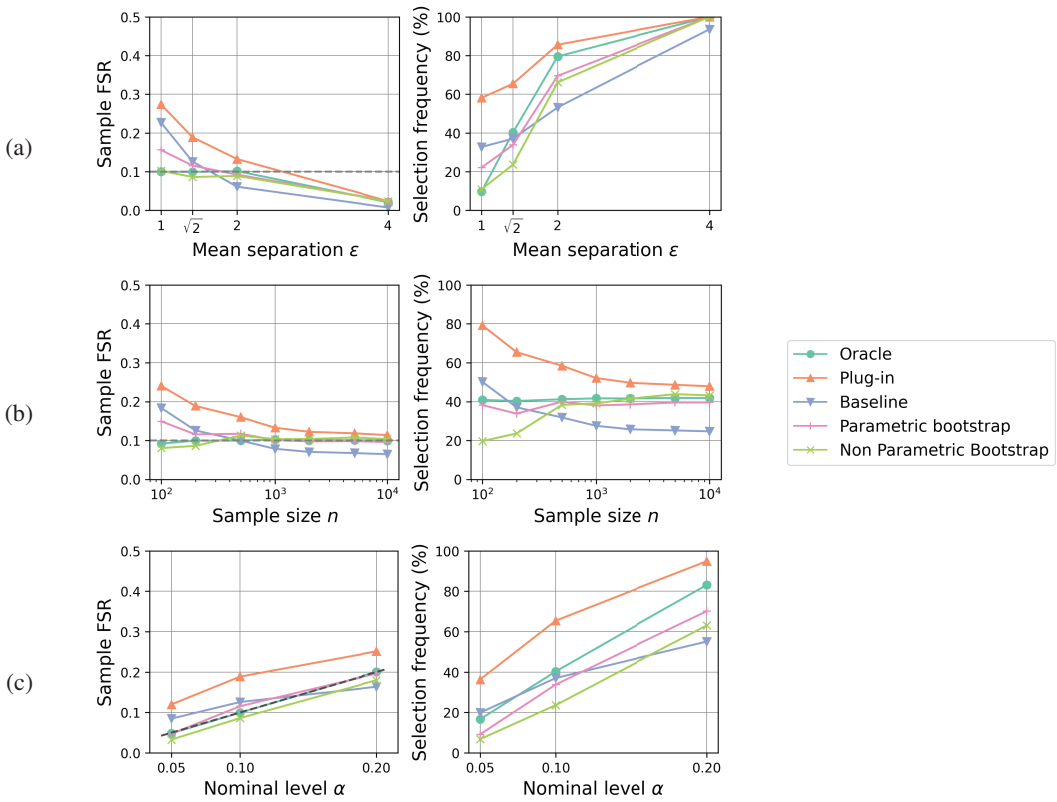 (a)
Sample FSR
0.5
0.4
0.3
0.2
0.1
0.0
1
√2
2
4
Mean separation ε
Selection frequency (%)
100
80
60
40
20
0
1
√2
2
4
Mean separation ε
(b)
Sample FSR
0.5
0.4
0.3
0.2
0.1
0.0
10²
10³
10⁴
Sample size n
Selection frequency (%)
100
80
60
40
20
0
10²
10³
10⁴
Sample size n
Oracle
Plug-in
Baseline
Parametric bootstrap
Non Parametric Bootstrap
(c)
Sample FSR
0.5
0.4
0.3
0.2
0.1
0.0
0.05
0.10
0.20
Nominal level α
Selection frequency (%)
100
80
60
40
20
0
0.05
0.10
0.20
Nominal level α